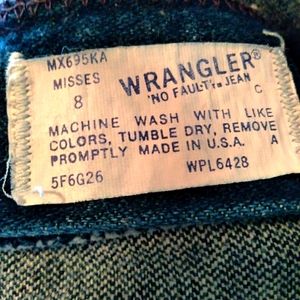 MX695KA
MISSES
8
WRANGLER®
'NO FAULT' JEAN
C
MACHINE WASH WITH LIKE
COLORS, TUMBLE DRY, REMOVE
PROMPTLY MADE IN U.S.A. A
5F6G26 WPL6428